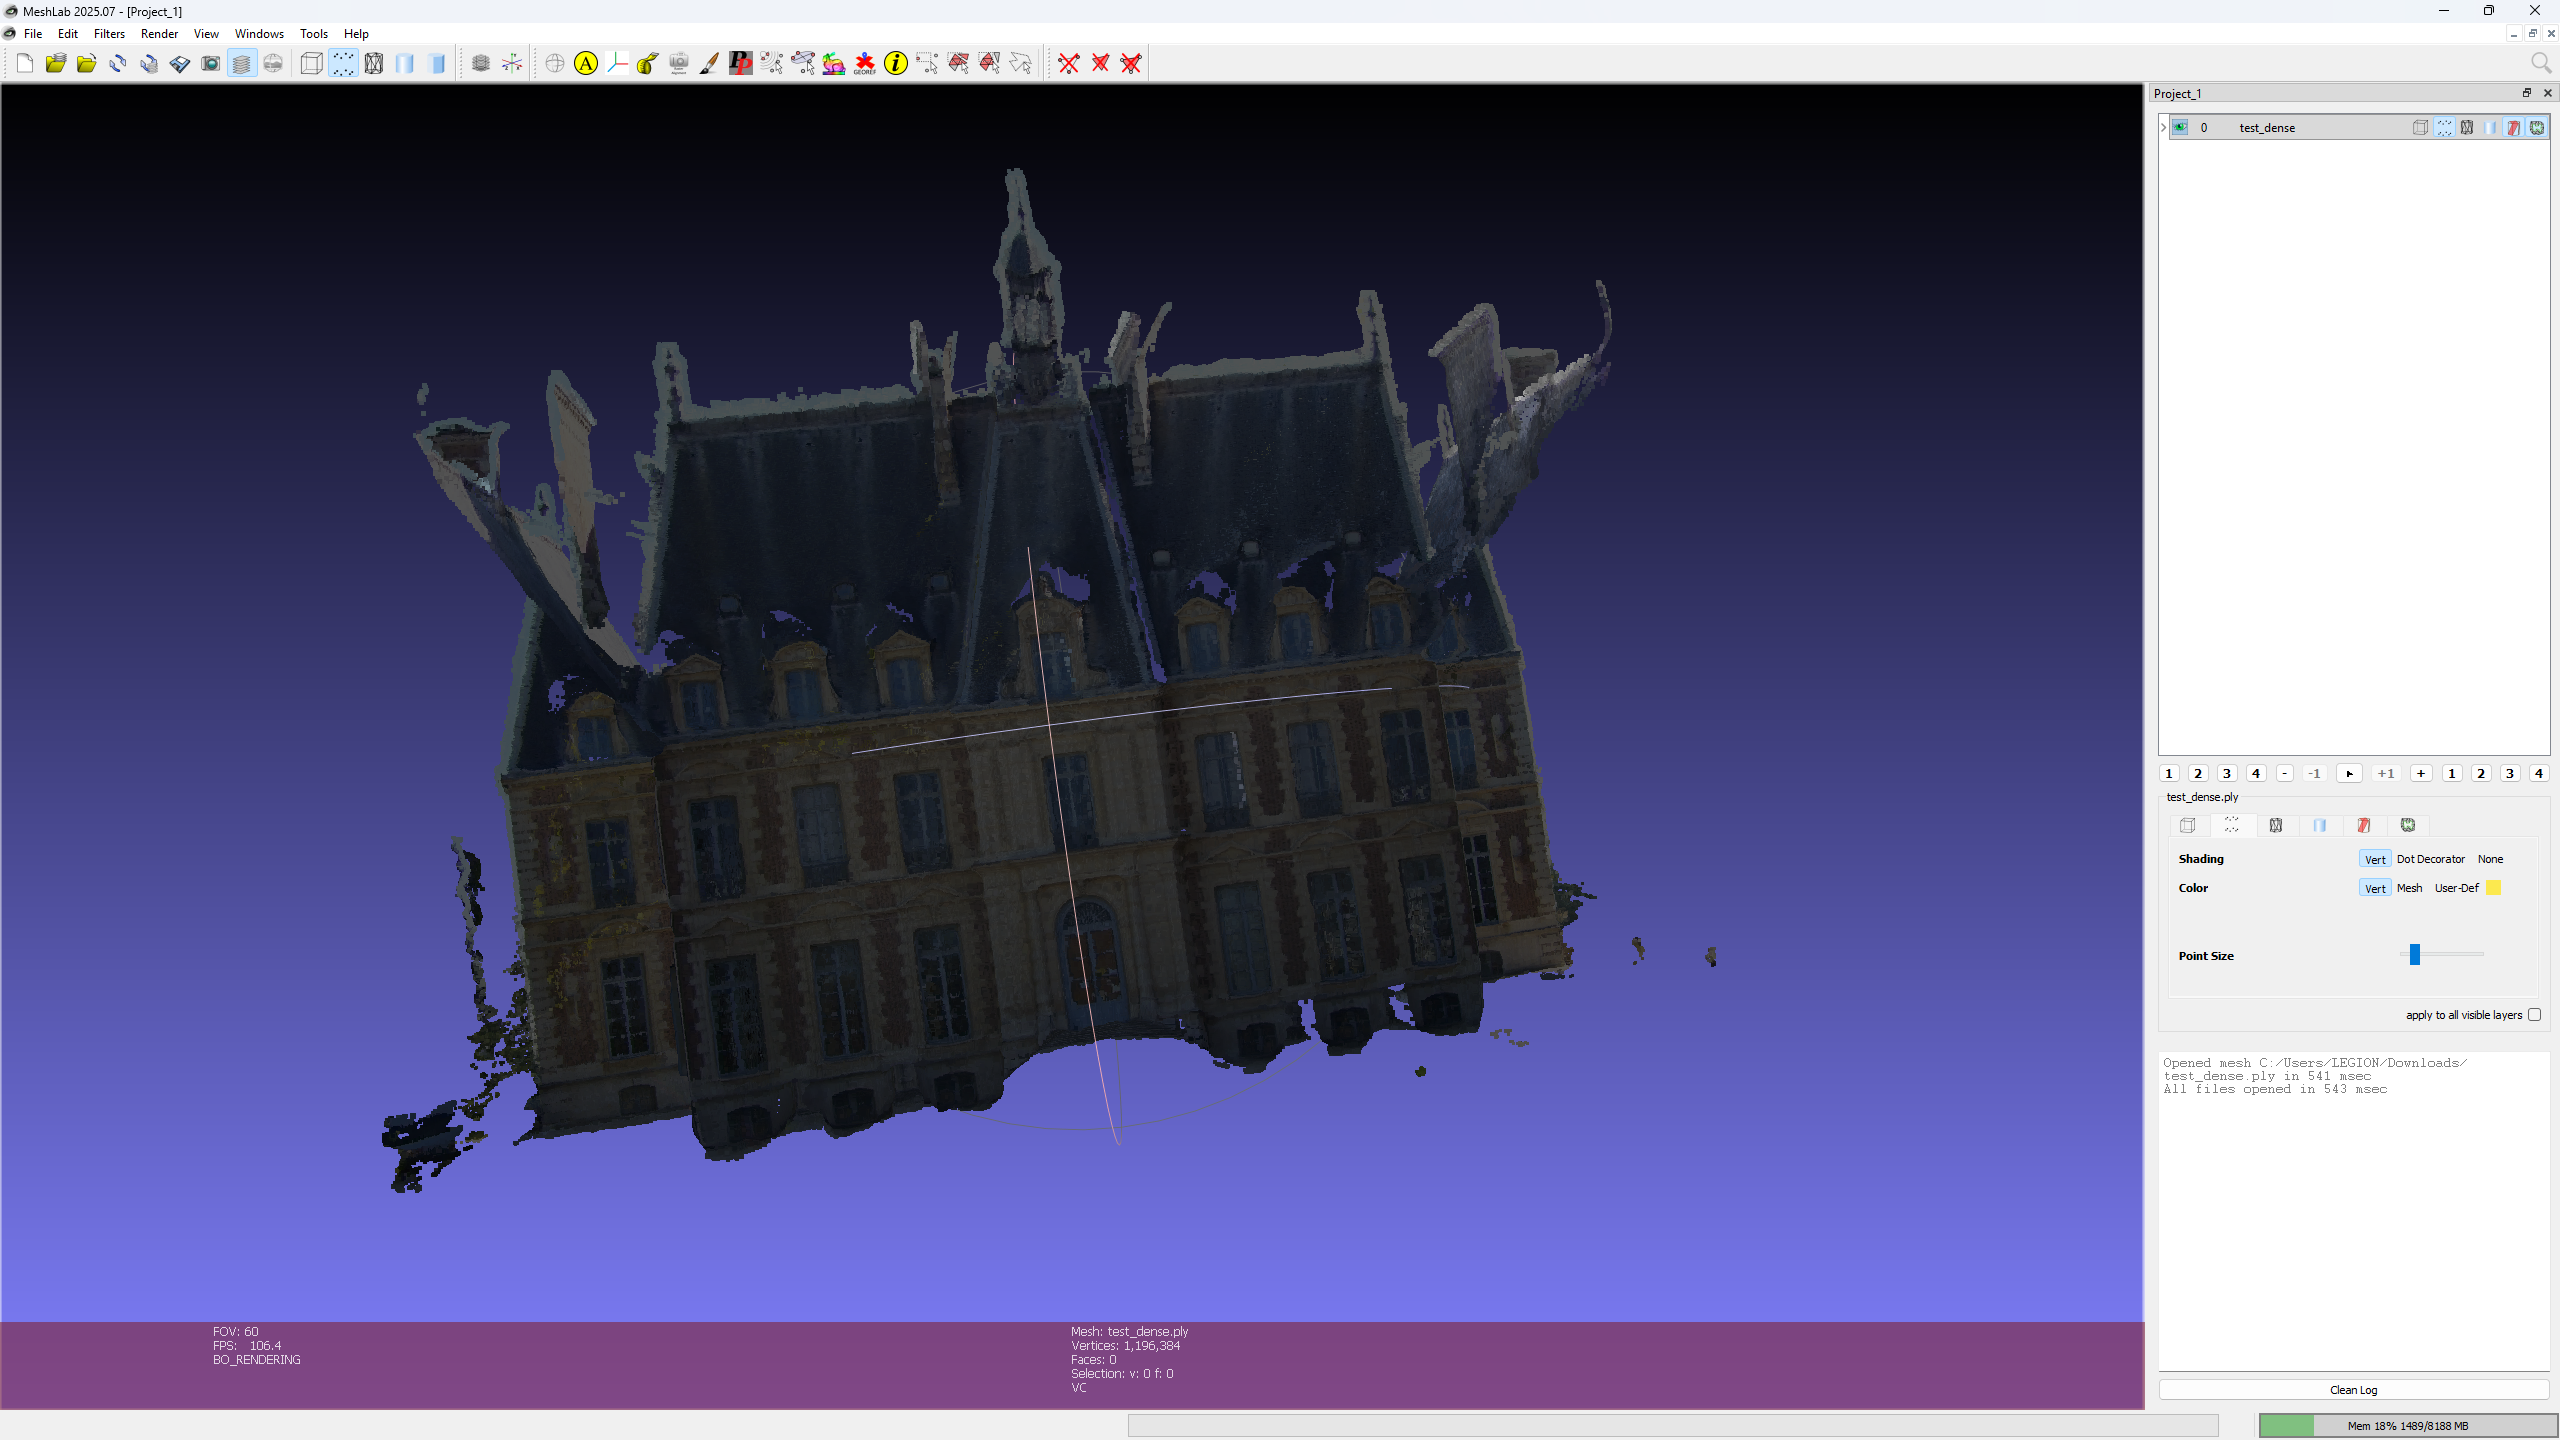 MeshLab 2025.07 - [Project_1]
File Edit Filters Render View Windows Tools Help
A
PP
GEOREF
i
Project_1
0 test_dense
1 2 3 4 - -1 +1 + 1 2 3 4
test_dense.ply
Shading Vert Dot Decorator None
Color Vert Mesh User-Def
Point Size
apply to all visible layers
Opened mesh C:/Users/LEGION/Downloads/
test_dense.ply in 541 msec
All files opened in 543 msec
FOV: 60
FPS: 106.4
BO_RENDERING
Mesh: test_dense.ply
Vertices: 1,196,384
Faces: 0
Selection: v: 0 f: 0
VC
Clean Log
Mem 18% 1489/8188 MB